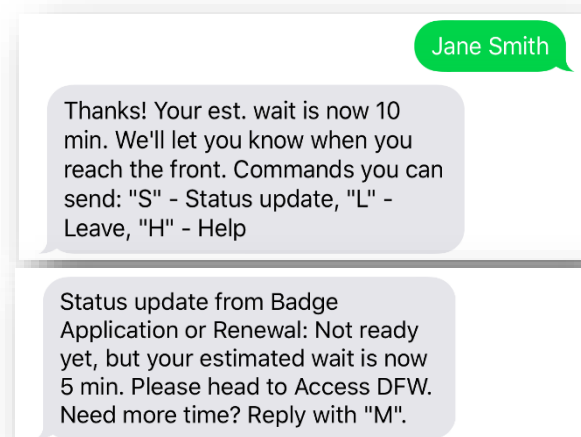 Jane Smith
Thanks! Your est. wait is now 10
min. We'll let you know when you
reach the front. Commands you can
send: "S" - Status update, "L" -
Leave, "H" - Help
Status update from Badge
Application or Renewal: Not ready
yet, but your estimated wait is now
5 min. Please head to Access DFW.
Need more time? Reply with "M".